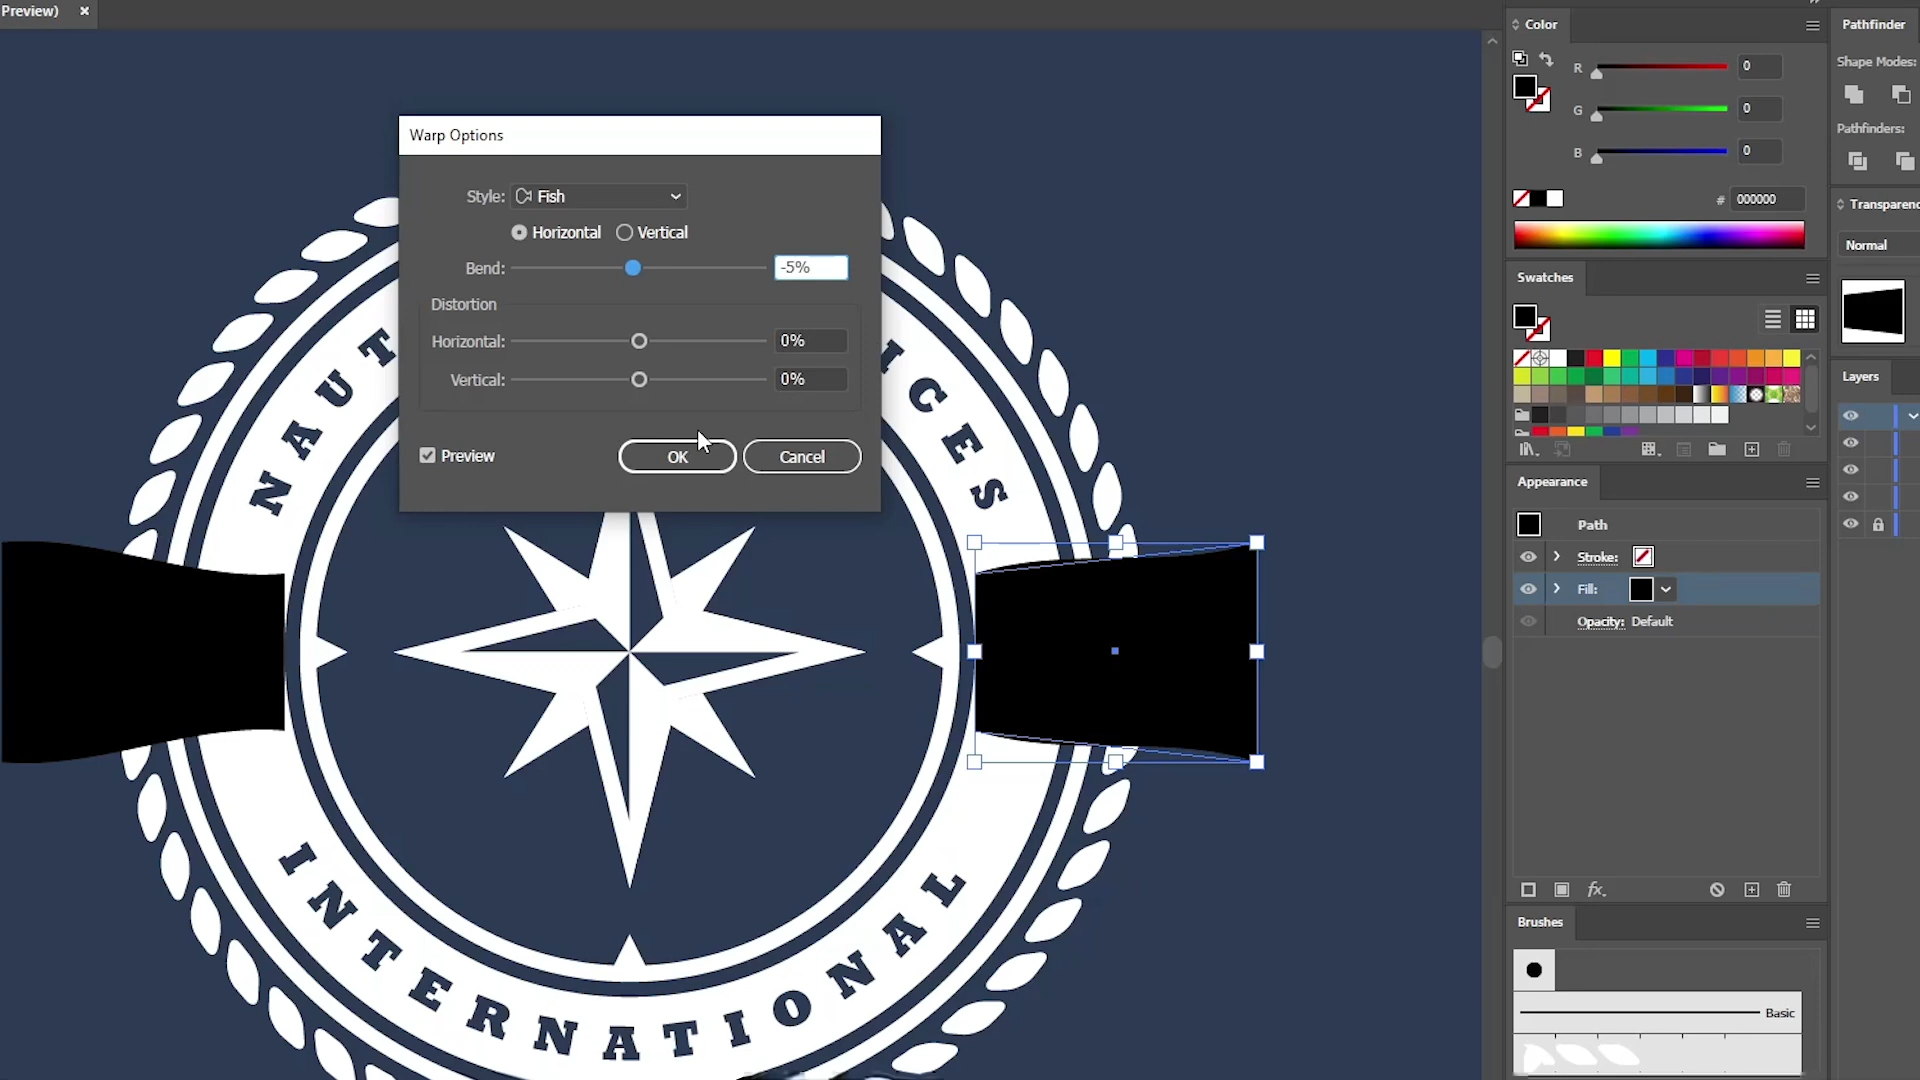 Preview)
Warp Options
Style: Fish
Horizontal Vertical
Bend: -5%
Distortion
Horizontal: 0%
Vertical: 0%
Preview OK Cancel
INTERNATIONAL
Color
R 0
G 0
B 0
# 000000
Swatches
Appearance
Path
Stroke:
Fill:
Opacity: Default
Brushes
Basic
Pathfinder
Shape Modes:
Pathfinders:
Transparenc
Normal
Layers
NAUT
ICES